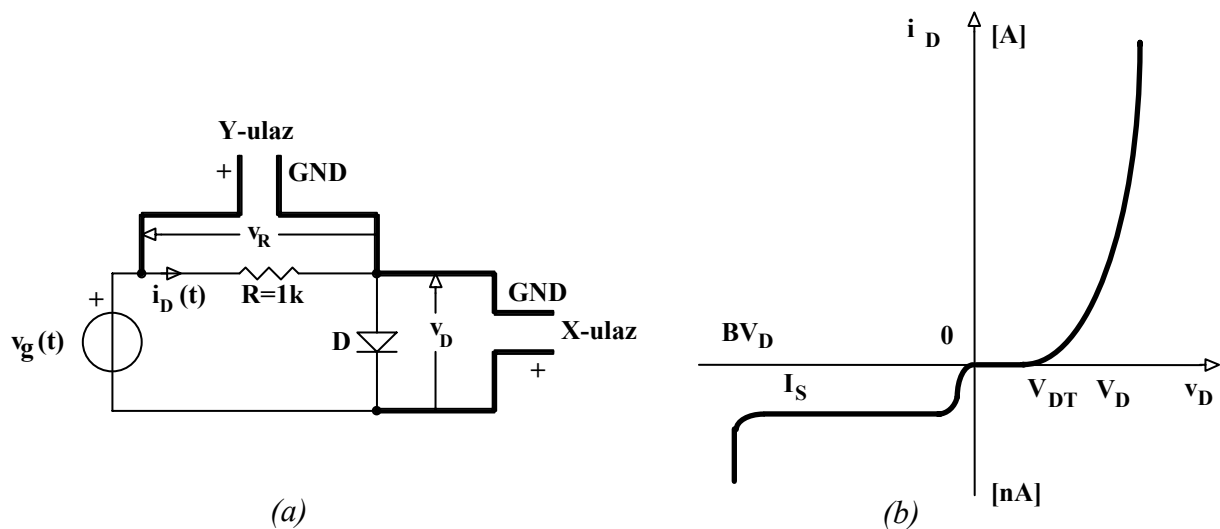 Y-ulaz
+
GND
v_R
+
i_D(t)
R=1k
GND
v_g(t)
D
v_D
X-ulaz
+
(a)
i_D
[A]
BV_D
0
I_S
V_DT
V_D
v_D
[nA]
(b)